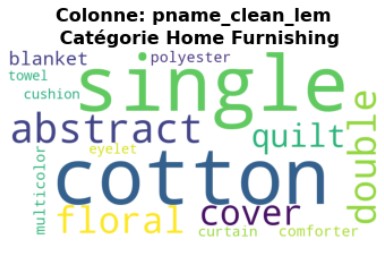 Colonne: pname_clean_lem
Catégorie Home Furnishing
blanket
polyester
towel
single
cushion
abstract
quilt
double
eyelet
multicolor
cotton
floral
cover
curtain
comforter